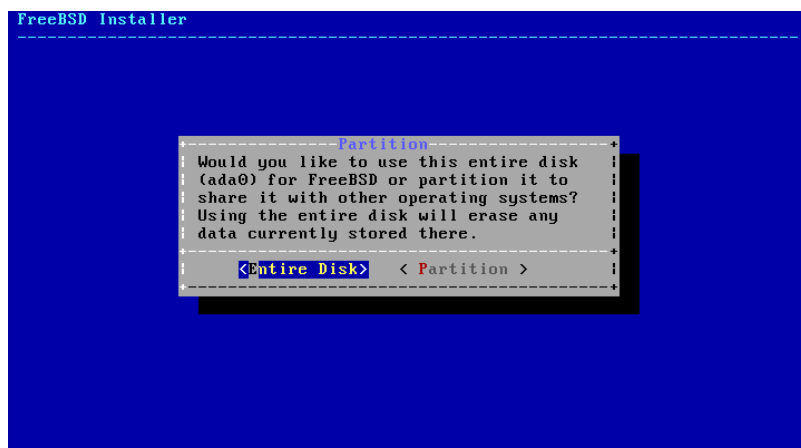 FreeBSD Installer
Partition
Would you like to use this entire disk
(ada0) for FreeBSD or partition it to
share it with other operating systems?
Using the entire disk will erase any
data currently stored there.
<Entire Disk> < Partition >